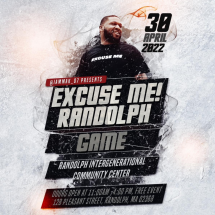 30
APRIL
2022
EXCUSE ME
PRESENTS
EXCUSE ME!
RANDOLPH
GAME
RANDOLPH INTERGENERATIONAL
COMMUNITY CENTER
DOORS OPEN AT 11:00AM -4:00 PM. FREE EVENT
128 PLEASANT STREET, RANDOLPH, MA 02368